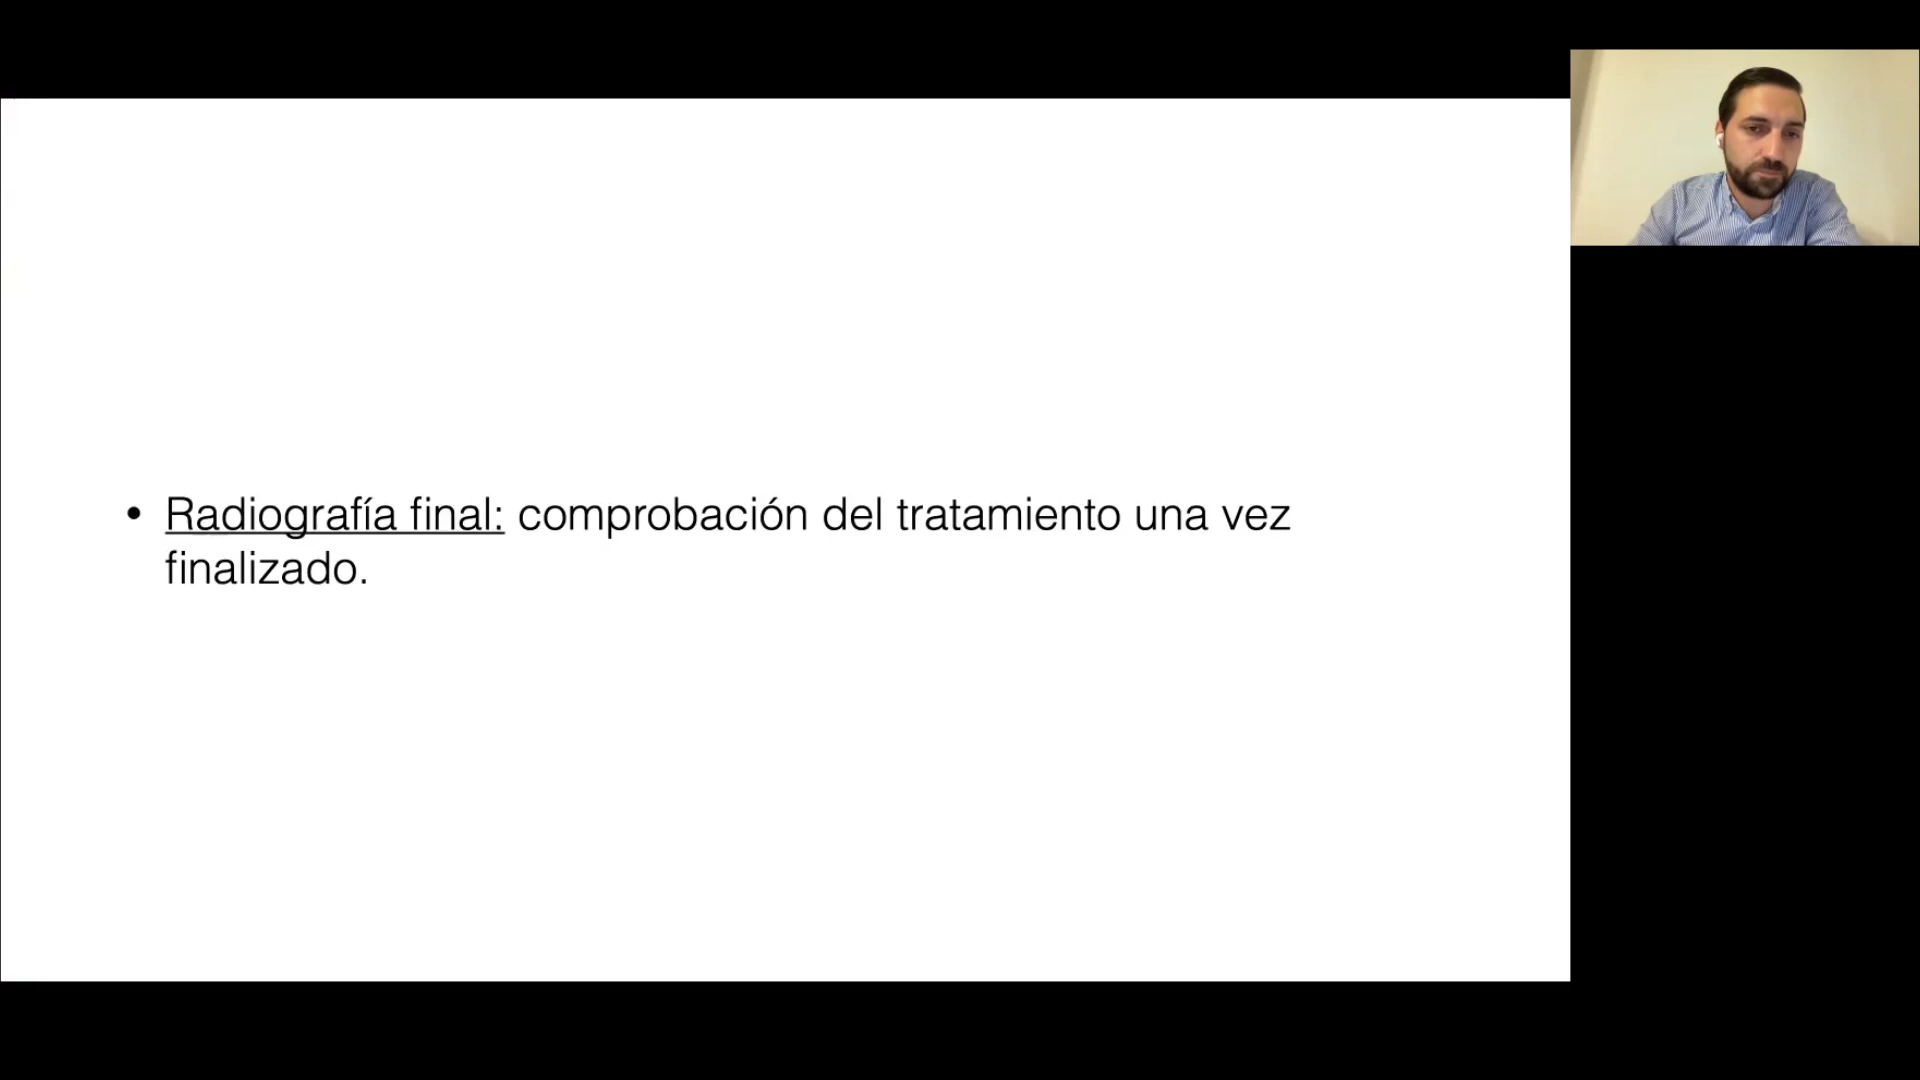 • Radiografía final: comprobación del tratamiento una vez
finalizado.